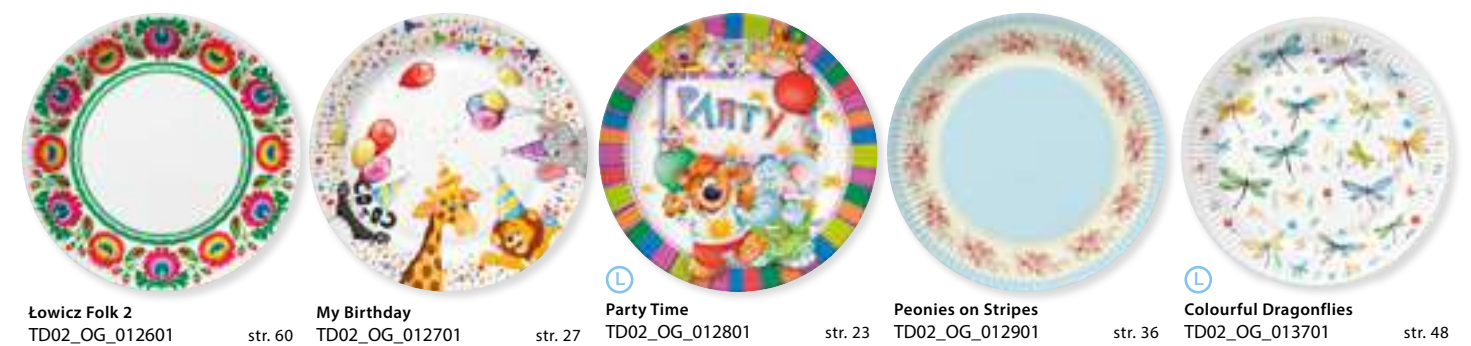 PARTY
L
L
Łowicz Folk 2
TD02_OG_012601 str. 60
My Birthday
TD02_OG_012701 str. 27
Party Time
TD02_OG_012801 str. 23
Peonies on Stripes
TD02_OG_012901 str. 36
Colourful Dragonflies
TD02_OG_013701 str. 48